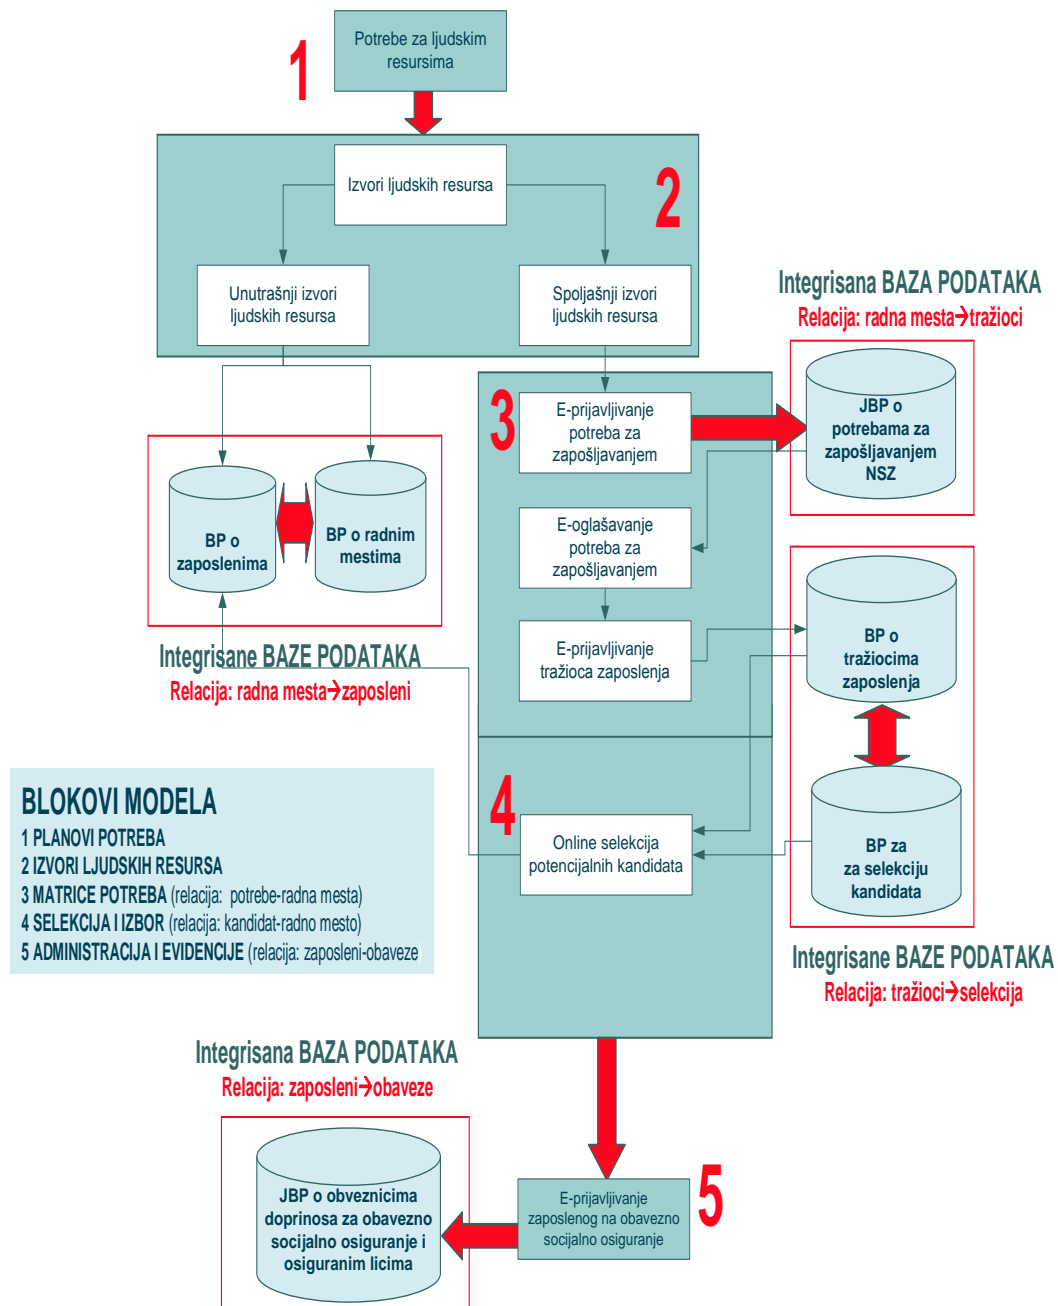 1
Potrebe za ljudskim
resursima
2
Izvori ljudskih resursa
Unutrašnji izvori
ljudskih resursa
Spoljašnji izvori
ljudskih resursa
Integrisana BAZA PODATAKA
Relacija: radna mesta→tražioci
3
E-prijavljivanje
potreba za
zapošljavanjem
JBP o
potrebama za
zapošljavanjem
NSZ
BP o
zaposlenima
BP o radnim
mestima
E-oglašavanje
potreba za
zapošljavanjem
E-prijavljivanje
tražioca zaposlenja
BP o
tražiocima
zaposlenja
Integrisane BAZE PODATAKA
Relacija: radna mesta→zaposleni
BLOKOVI MODELA
1 PLANOVI POTREBA
2 IZVORI LJUDSKIH RESURSA
3 MATRICE POTREBA (relacija: potrebe-radna mesta)
4 SELEKCIJA I IZBOR (relacija: kandidat-radno mesto)
5 ADMINISTRACIJA I EVIDENCIJE (relacija: zaposleni-obaveze)
4
Online selekcija
potencijalnih kandidata
BP za
za selekciju
kandidata
Integrisane BAZE PODATAKA
Relacija: tražioci→selekcija
Integrisana BAZA PODATAKA
Relacija: zaposleni→obaveze
JBP o obveznicima
doprinosa za obavezno
socijalno osiguranje i
osiguranim licima
E-prijavljivanje
zaposlenog na obavezno
socijalno osiguranje
5